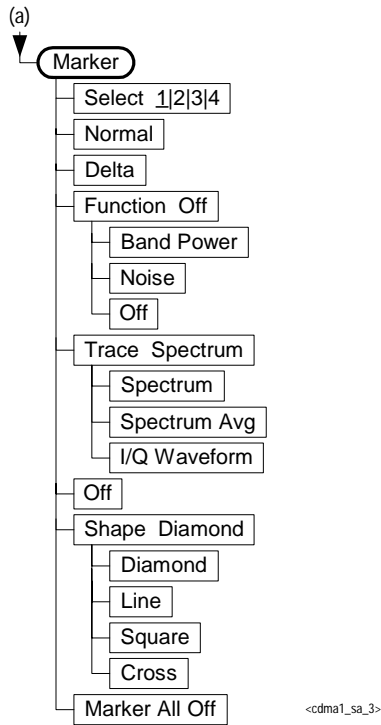 (a)
Marker
Select 1|2|3|4
Normal
Delta
Function Off
Band Power
Noise
Off
Trace Spectrum
Spectrum
Spectrum Avg
I/Q Waveform
Off
Shape Diamond
Diamond
Line
Square
Cross
Marker All Off
<cdma1_sa_3>